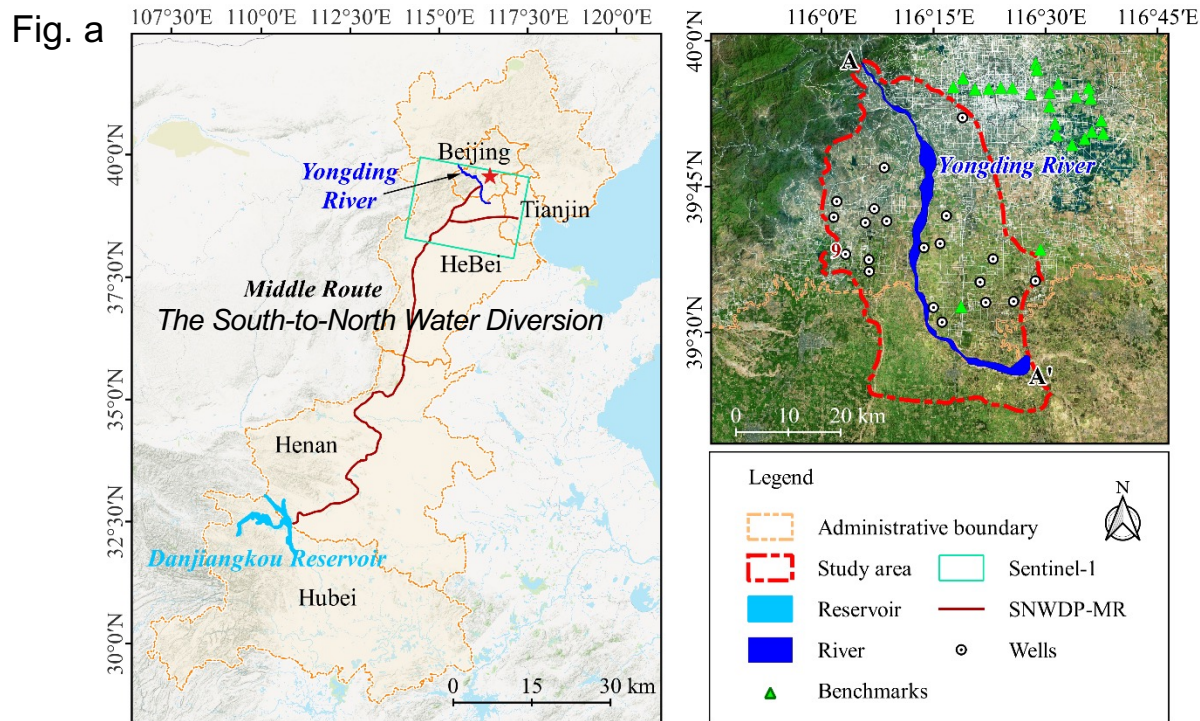 Fig. a
107°30'E 110°0'E 112°30'E 115°0'E 117°30'E 120°0'E
40°0'N
37°30'N
35°0'N
32°30'N
30°0'N
Beijing
Yongding
River
Tianjin
HeBei
Middle Route
The South-to-North Water Diversion
Henan
Danjiangkou Reservoir
Hubei
0 15 30 km
116°0'E 116°15'E 116°30'E 116°45'E
40°0'N
39°45'N
39°30'N
A
Yongding River
9
A'
0 10 20 km
Legend
N
Administrative boundary
Study area
Sentinel-1
Reservoir
SNWDP-MR
River
Wells
Benchmarks